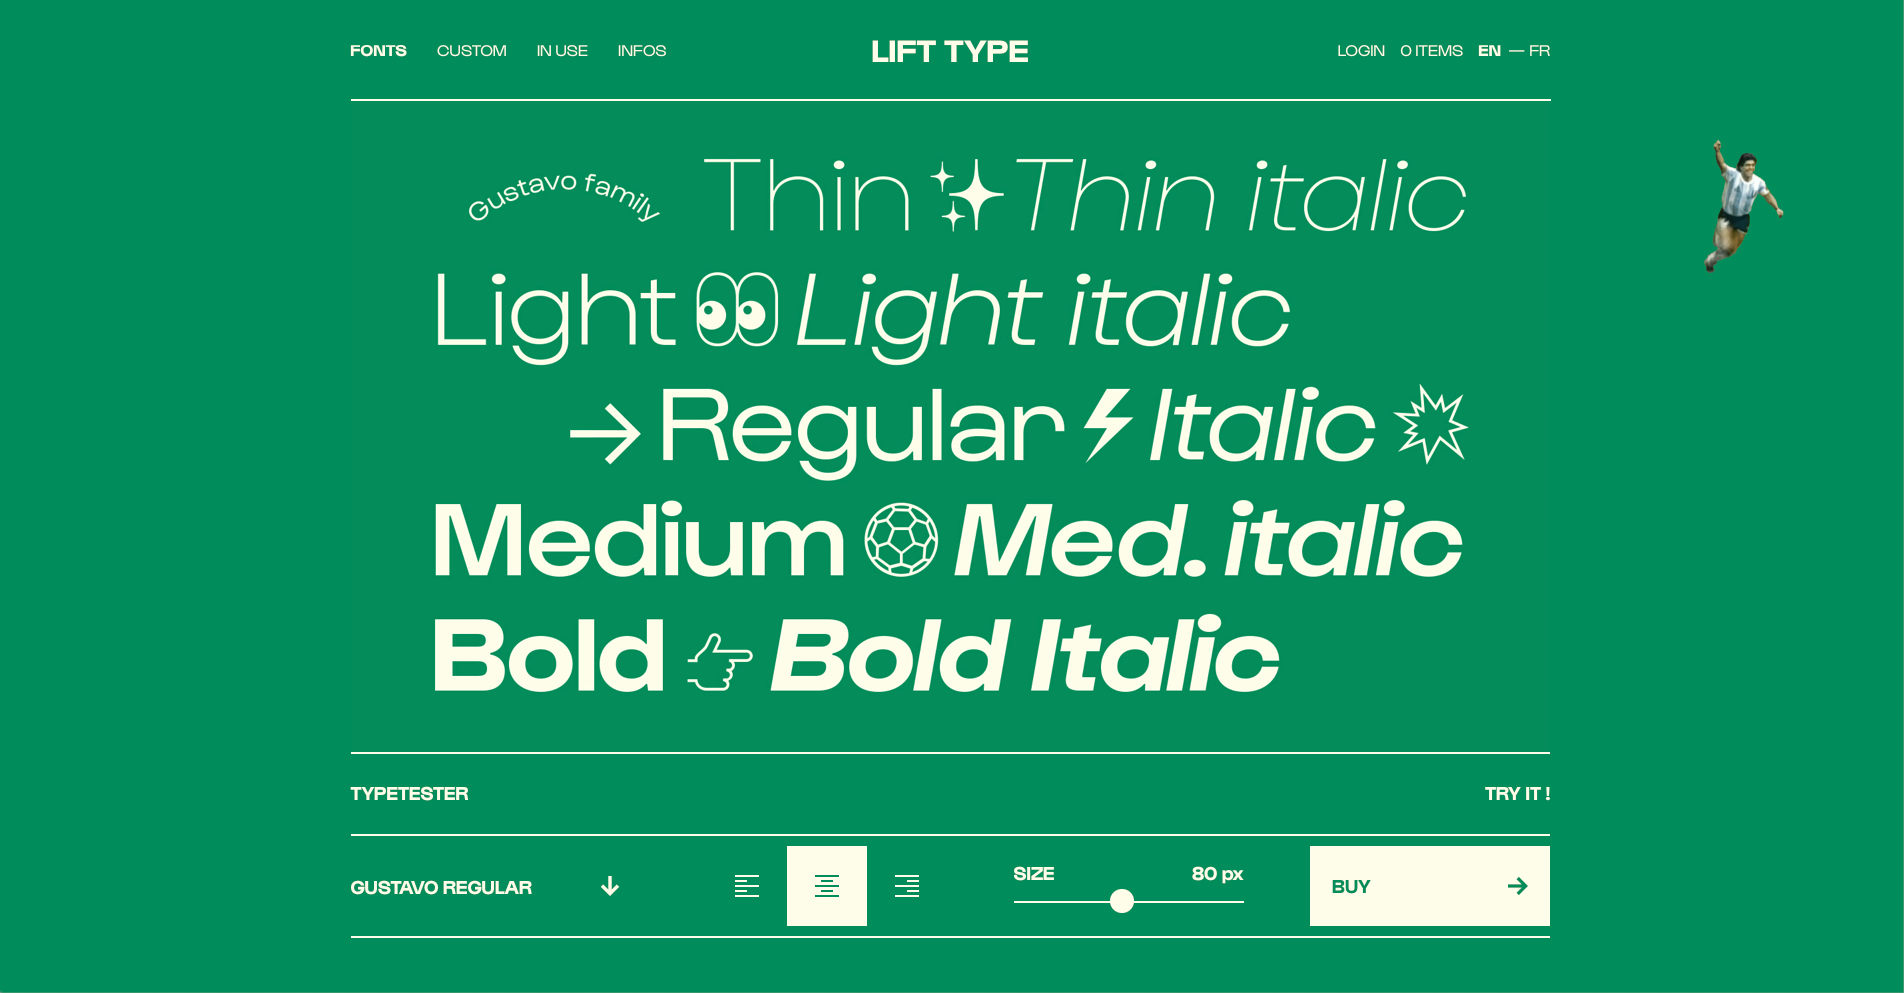 FONTS CUSTOM IN USE INFOS LIFT TYPE LOGIN 0 ITEMS EN — FR
Gustavo family Thin Thin italic
Light Light italic
Regular Italic
Medium Med. italic
Bold Bold Italic
TYPETESTER TRY IT !
GUSTAVO REGULAR SIZE 80 px BUY